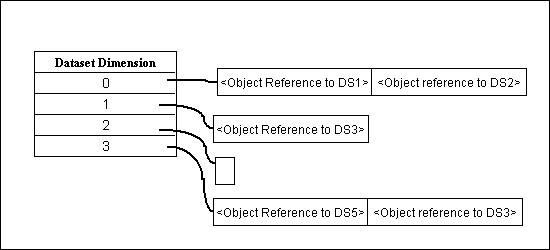 Dataset Dimension
0
<Object Reference to DS1> <Object reference to DS2>
1
<Object Reference to DS3>
2
3
<Object Reference to DS5> <Object reference to DS3>